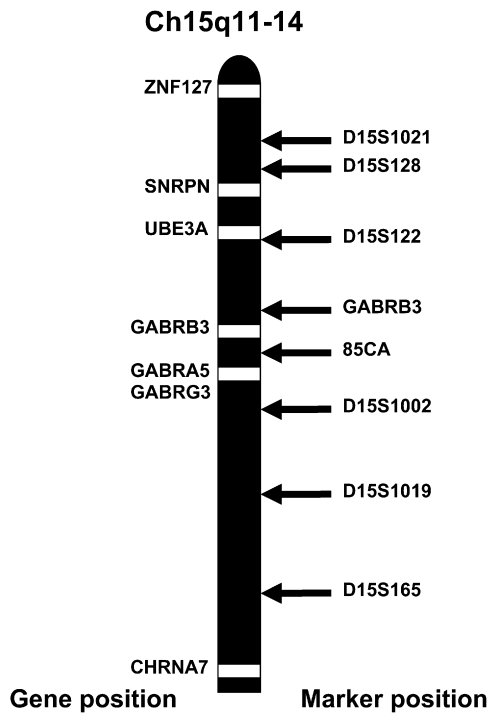 Ch15q11-14
ZNF127
D15S1021
D15S128
SNRPN
UBE3A
D15S122
GABRB3
GABRB3
85CA
GABRA5
GABRG3
D15S1002
D15S1019
D15S165
CHRNA7
Gene position
Marker position